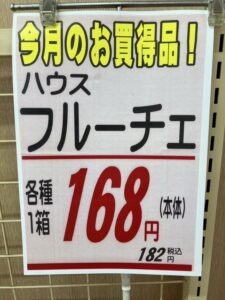 今月のお買得品!
ハウス
フルーチェ
各種
1箱
168円
(本体)
182円
税込